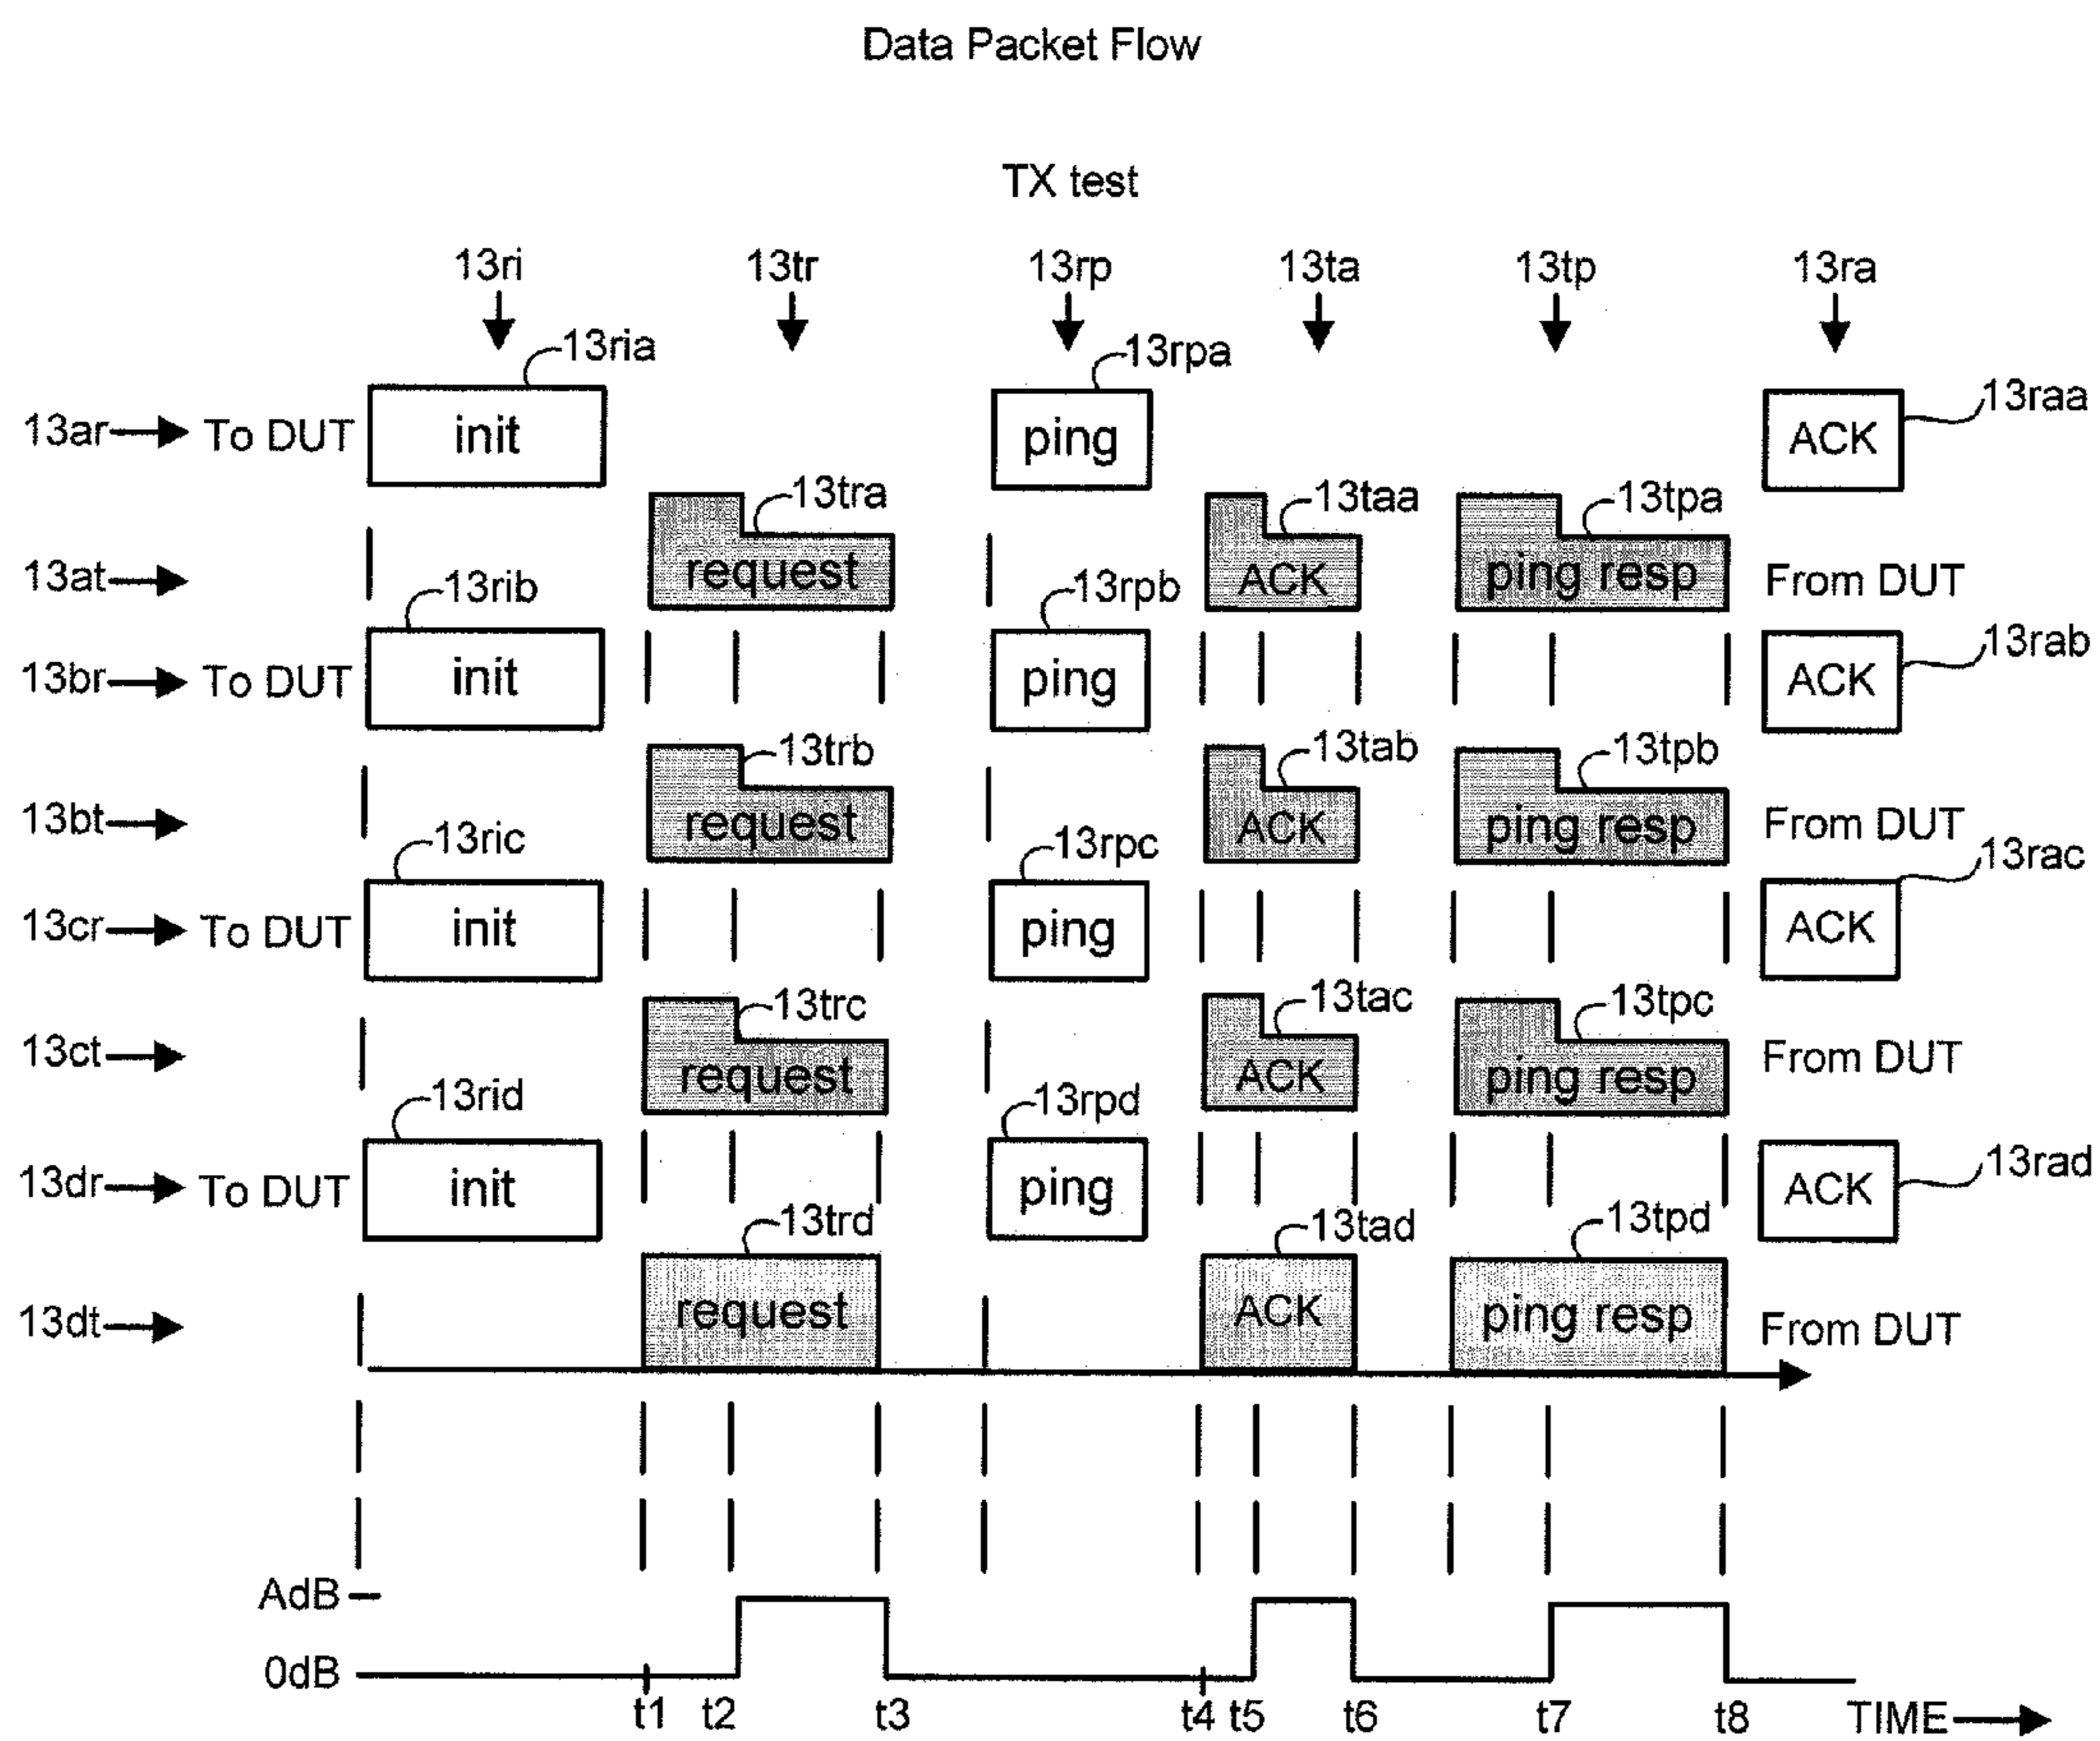 Data Packet Flow
TX test
13ri 13tr 13rp 13ta 13tp 13ra
13ria 13rpa
13ar To DUT init ping ACK 13raa
13tra 13taa 13tpa
13at request ACK ping resp From DUT
13rib 13rpb
13br To DUT init ping ACK 13rab
13trb 13tab 13tpb
13bt request ACK ping resp From DUT
13ric 13rpc 13rac
13cr To DUT init ping ACK
13trc 13tac 13tpc
13ct request ACK ping resp From DUT
13rid 13rpd
13dr To DUT init ping ACK 13rad
13trd 13tad 13tpd
13dt request ACK ping resp From DUT
AdB
0dB
t1 t2 t3 t4 t5 t6 t7 t8 TIME